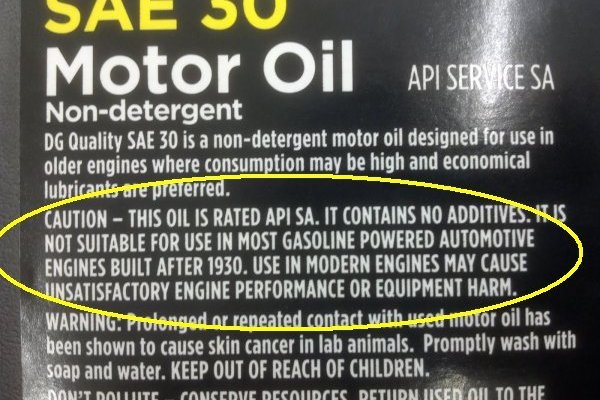 SAE 30
Motor Oil API SERVICE SA
Non-detergent
DG Quality SAE 30 is a non-detergent motor oil designed for use in
older engines where consumption may be high and economical
lubricants are preferred.
CAUTION – THIS OIL IS RATED API SA. IT CONTAINS NO ADDITIVES. IT IS
NOT SUITABLE FOR USE IN MOST GASOLINE POWERED AUTOMOTIVE
ENGINES BUILT AFTER 1930. USE IN MODERN ENGINES MAY CAUSE
UNSATISFACTORY ENGINE PERFORMANCE OR EQUIPMENT HARM.
WARNING: Prolonged or repeated contact with used motor oil has
been shown to cause skin cancer in lab animals. Promptly wash with
soap and water. KEEP OUT OF REACH OF CHILDREN.
DON'T POLLUTE – CONSERVE RESOURCES, RETURN USED OIL TO THE